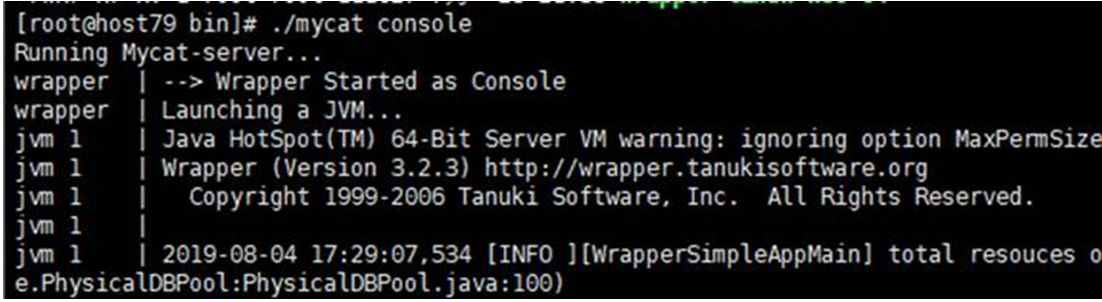 [root@host79 bin]# ./mycat console
Running Mycat-server...
wrapper  | --> Wrapper Started as Console
wrapper  | Launching a JVM...
jvm 1    | Java HotSpot(TM) 64-Bit Server VM warning: ignoring option MaxPermSize
jvm 1    | Wrapper (Version 3.2.3) http://wrapper.tanukisoftware.org
jvm 1    |   Copyright 1999-2006 Tanuki Software, Inc.  All Rights Reserved.
jvm 1    |
jvm 1    | 2019-08-04 17:29:07,534 [INFO ][WrapperSimpleAppMain] total resouces o
e.PhysicalDBPool:PhysicalDBPool.java:100)